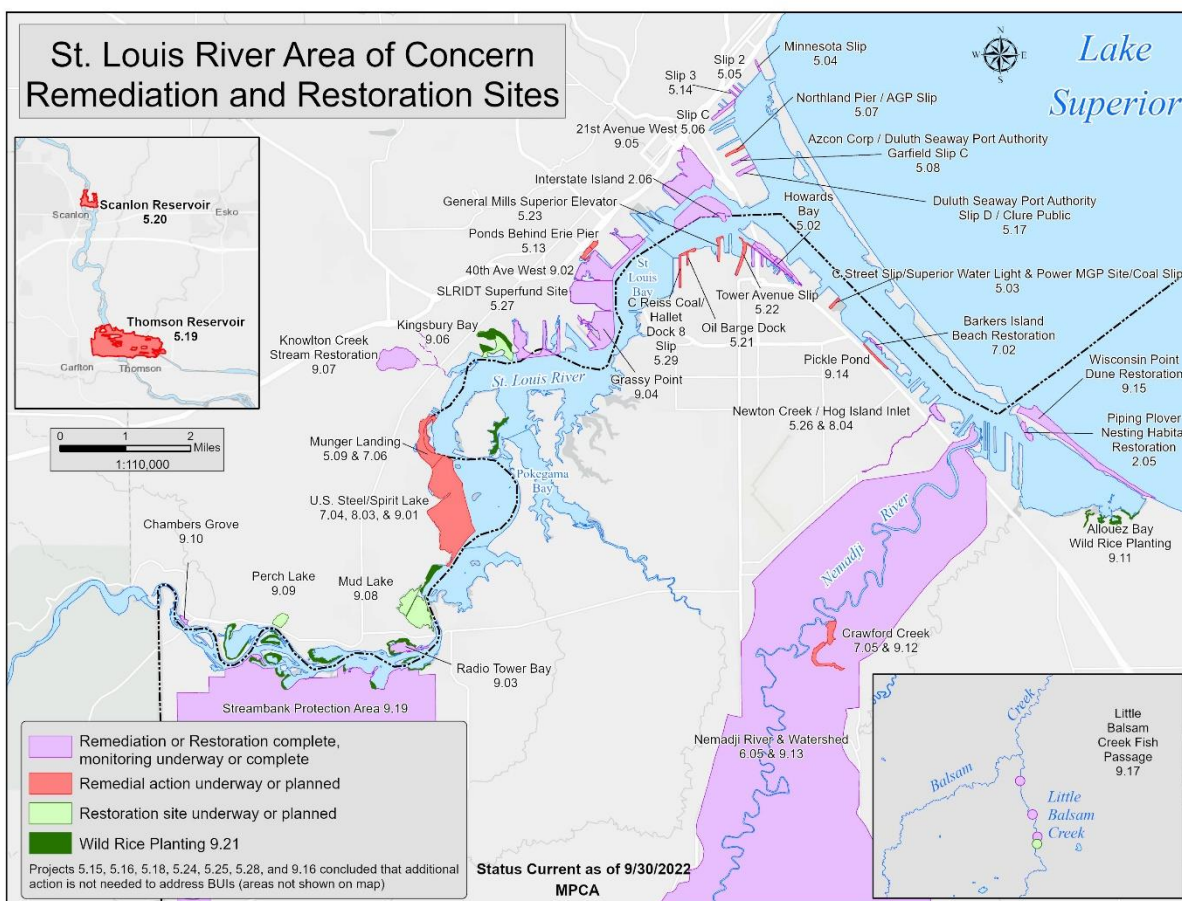 St. Louis River Area of Concern
Remediation and Restoration Sites
Lake
Superior
N
W
E
S
Minnesota Slip
5.04
Slip 2
5.05
Slip 3
5.14
Northland Pier / AGP Slip
5.07
Slip C
5.06
21st Avenue West
9.05
Azcon Corp / Duluth Seaway Port Authority
Garfield Slip C
5.08
Interstate Island 2.06
Howards
Bay
5.02
Duluth Seaway Port Authority
Slip D / Clure Public
5.17
General Mills Superior Elevator
5.23
Ponds Behind Erie Pier
5.13
40th Ave West 9.02
SLRIDT Superfund Site
5.27
St
Louis
Bay
C Street Slip/Superior Water Light & Power MGP Site/Coal Slip
5.03
Tower Avenue Slip
5.22
C Reiss Coal/
Hallet
Dock 8
Slip
5.29
Oil Barge Dock
5.21
Barkers Island
Beach Restoration
7.02
Kingsbury Bay
9.06
Knowlton Creek
Stream Restoration
9.07
St. Louis River
Grassy Point
9.04
Pickle Pond
9.14
Wisconsin Point
Dune Restoration
9.15
Newton Creek / Hog Island Inlet
5.26 & 8.04
Piping Plover
Nesting Habitat
Restoration
2.05
Munger Landing
5.09 & 7.06
Pokegama
Bay
U.S. Steel/Spirit Lake
7.04, 8.03, & 9.01
Nemadji
River
Allouez Bay
Wild Rice Planting
9.11
Chambers Grove
9.10
Perch Lake
9.09
Mud Lake
9.08
Crawford Creek
7.05 & 9.12
Radio Tower Bay
9.03
Streambank Protection Area 9.19
Nemadji River & Watershed
6.05 & 9.13
Scanlon Reservoir
5.20
Scanlon
Esko
Thomson Reservoir
5.19
Carlton
Thomson
0 1 2
Miles
1:110,000
Remediation or Restoration complete,
monitoring underway or complete
Remedial action underway or planned
Restoration site underway or planned
Wild Rice Planting 9.21
Projects 5.15, 5.16, 5.18, 5.24, 5.25, 5.28, and 9.16 concluded that additional
action is not needed to address BUIs (areas not shown on map)
Status Current as of 9/30/2022
MPCA
Little
Balsam
Creek Fish
Passage
9.17
Balsam
Creek
Little
Balsam
Creek